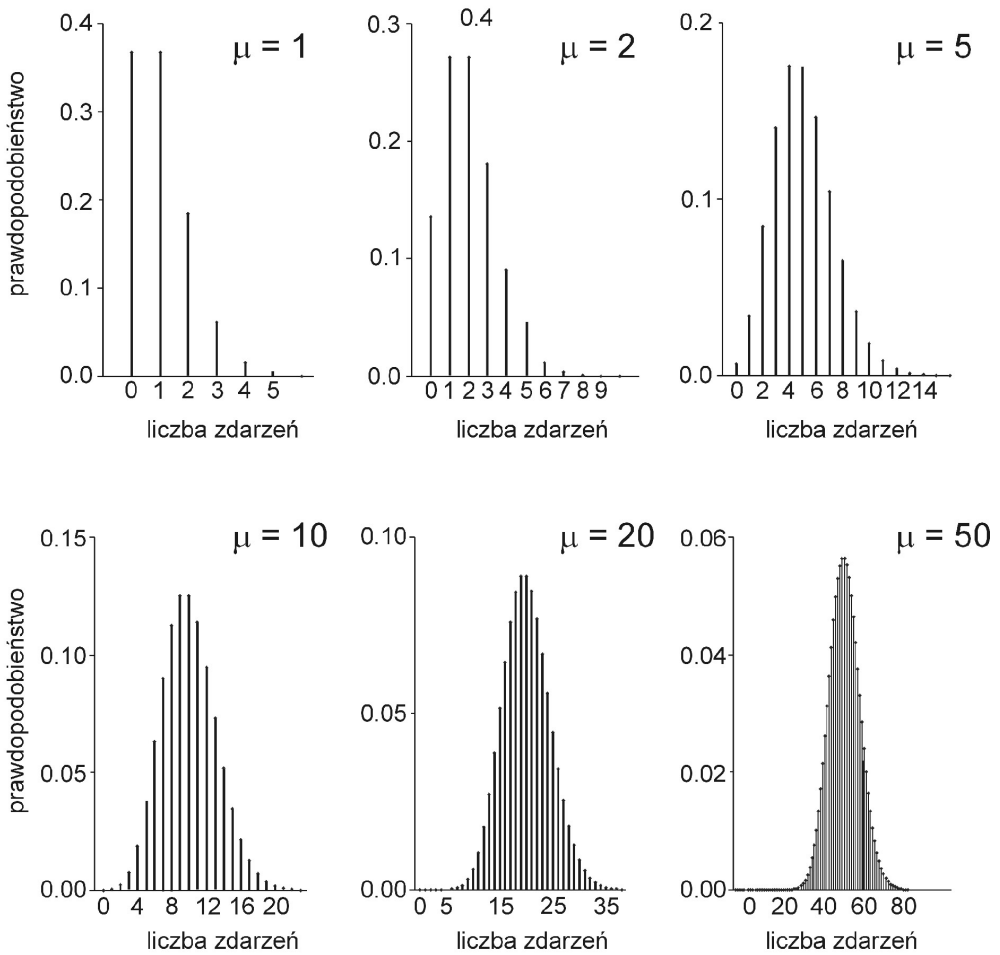 0.4
0.3
0.2
0.1
0.0
prawdopodobieństwo
μ = 1
0 1 2 3 4 5
liczba zdarzeń
0.3
0.2
0.1
0.0
0.4
μ = 2
0 1 2 3 4 5 6 7 8 9
liczba zdarzeń
0.2
0.1
0.0
μ = 5
0 2 4 6 8 10 12 14
liczba zdarzeń
0.15
0.10
0.05
0.00
prawdopodobieństwo
μ = 10
0 4 8 12 16 20
liczba zdarzeń
0.10
0.05
0.00
μ = 20
0 5 15 25 35
liczba zdarzeń
0.06
0.04
0.02
0.00
μ = 50
0 20 40 60 80
liczba zdarzeń